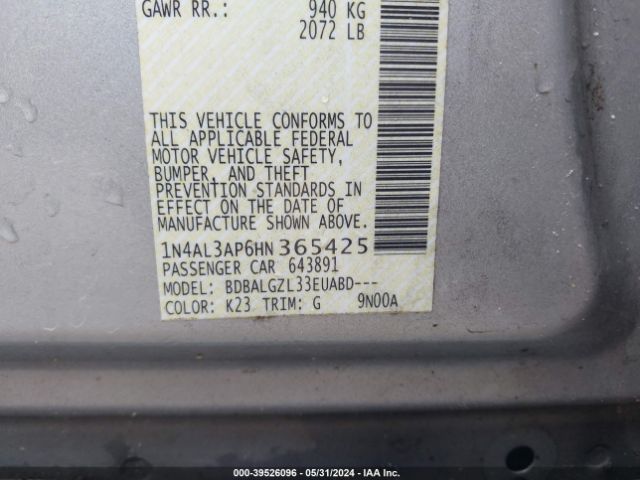 GAWR RR.: 940 KG
2072 LB
THIS VEHICLE CONFORMS TO
ALL APPLICABLE FEDERAL
MOTOR VEHICLE SAFETY,
BUMPER, AND THEFT
PREVENTION STANDARDS IN
EFFECT ON THE DATE OF
MANUFACTURE SHOWN ABOVE.
1N4AL3AP6HN365425
PASSENGER CAR 643891
MODEL: BDBALGZL33EUABD---
COLOR: K23 TRIM: G 9N00A
000-39526096 - 05/31/2024 - IAA Inc.